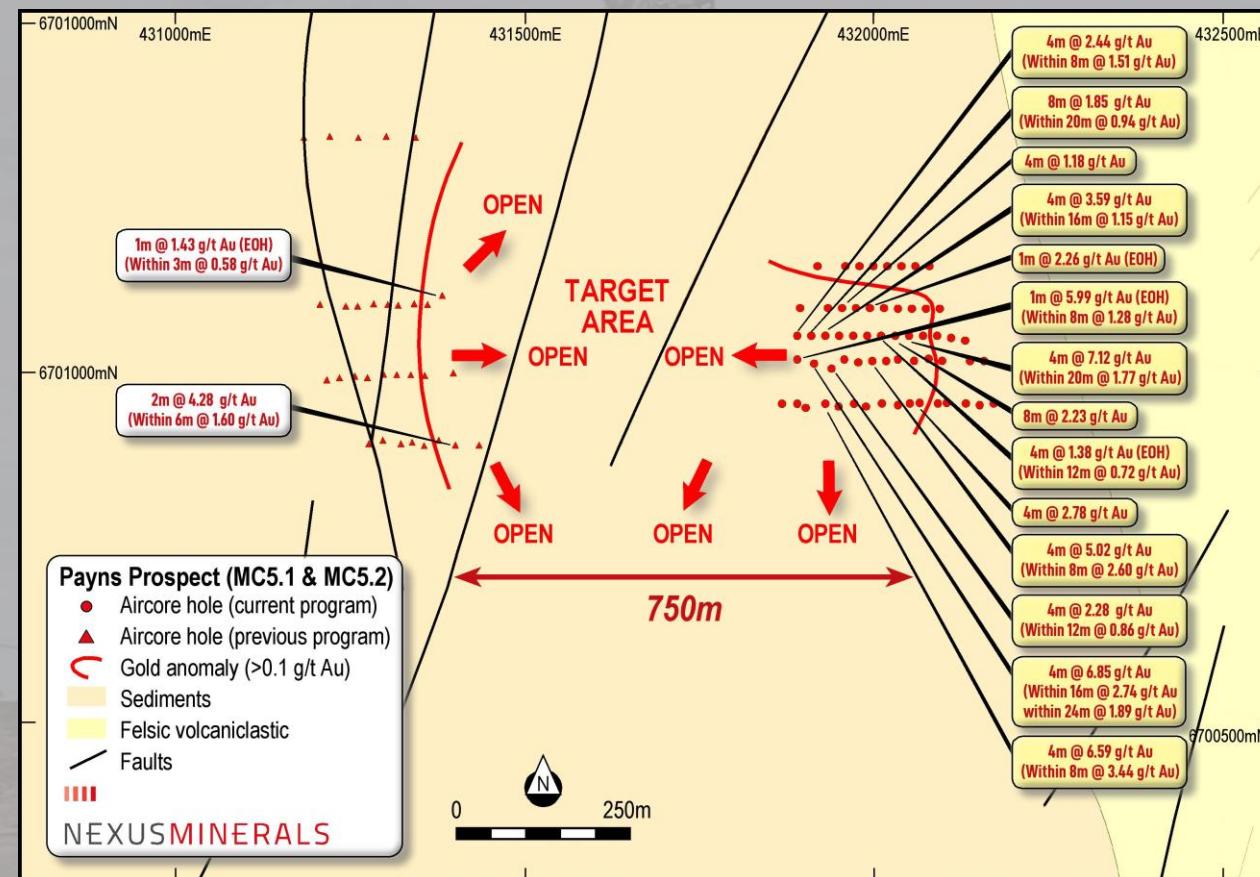 6701000mN
431000mE
431500mE
432000mE
432500mE
4m @ 2.44 g/t Au
(Within 8m @ 1.51 g/t Au)
8m @ 1.85 g/t Au
(Within 20m @ 0.94 g/t Au)
4m @ 1.18 g/t Au
4m @ 3.59 g/t Au
(Within 16m @ 1.15 g/t Au)
1m @ 2.26 g/t Au (EOH)
1m @ 5.99 g/t Au (EOH)
(Within 8m @ 1.28 g/t Au)
4m @ 7.12 g/t Au
(Within 20m @ 1.77 g/t Au)
8m @ 2.23 g/t Au
4m @ 1.38 g/t Au (EOH)
(Within 12m @ 0.72 g/t Au)
4m @ 2.78 g/t Au
4m @ 5.02 g/t Au
(Within 8m @ 2.60 g/t Au)
4m @ 2.28 g/t Au
(Within 12m @ 0.86 g/t Au)
4m @ 6.85 g/t Au
(Within 16m @ 2.74 g/t Au
within 24m @ 1.89 g/t Au)
4m @ 6.59 g/t Au
(Within 8m @ 3.44 g/t Au)
6700500mN
1m @ 1.43 g/t Au (EOH)
(Within 3m @ 0.58 g/t Au)
6701000mN
2m @ 4.28 g/t Au
(Within 6m @ 1.60 g/t Au)
OPEN
TARGET
AREA
OPEN
OPEN
OPEN
OPEN
OPEN
750m
Payns Prospect (MC5.1 & MC5.2)
Aircore hole (current program)
Aircore hole (previous program)
Gold anomaly (>0.1 g/t Au)
Sediments
Felsic volcaniclastic
Faults
NEXUSMINERALS
N
0
250m